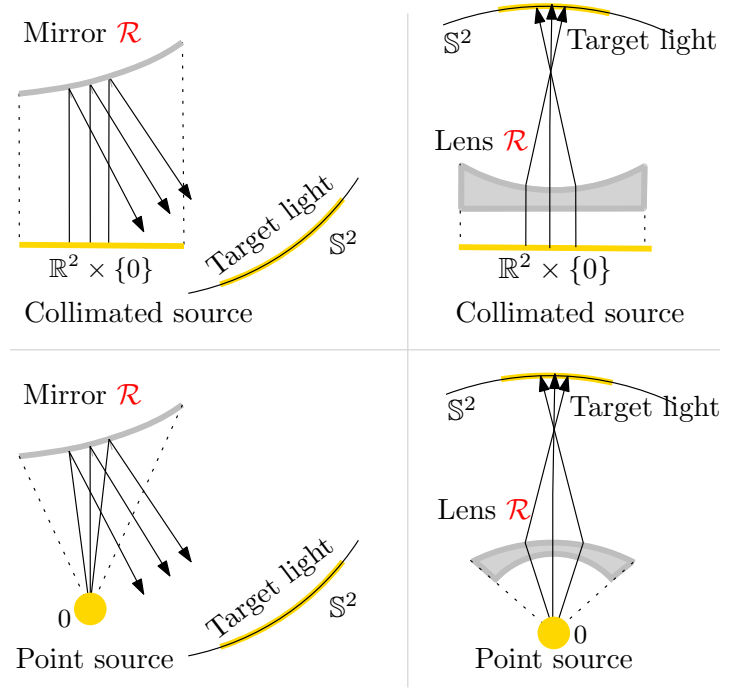 Mirror ℛ
Target light
𝕊²
ℝ² × {0}
Collimated source
𝕊²
Target light
Lens ℛ
ℝ² × {0}
Collimated source
Mirror ℛ
Target light
𝕊²
0
Point source
𝕊²
Target light
Lens ℛ
0
Point source